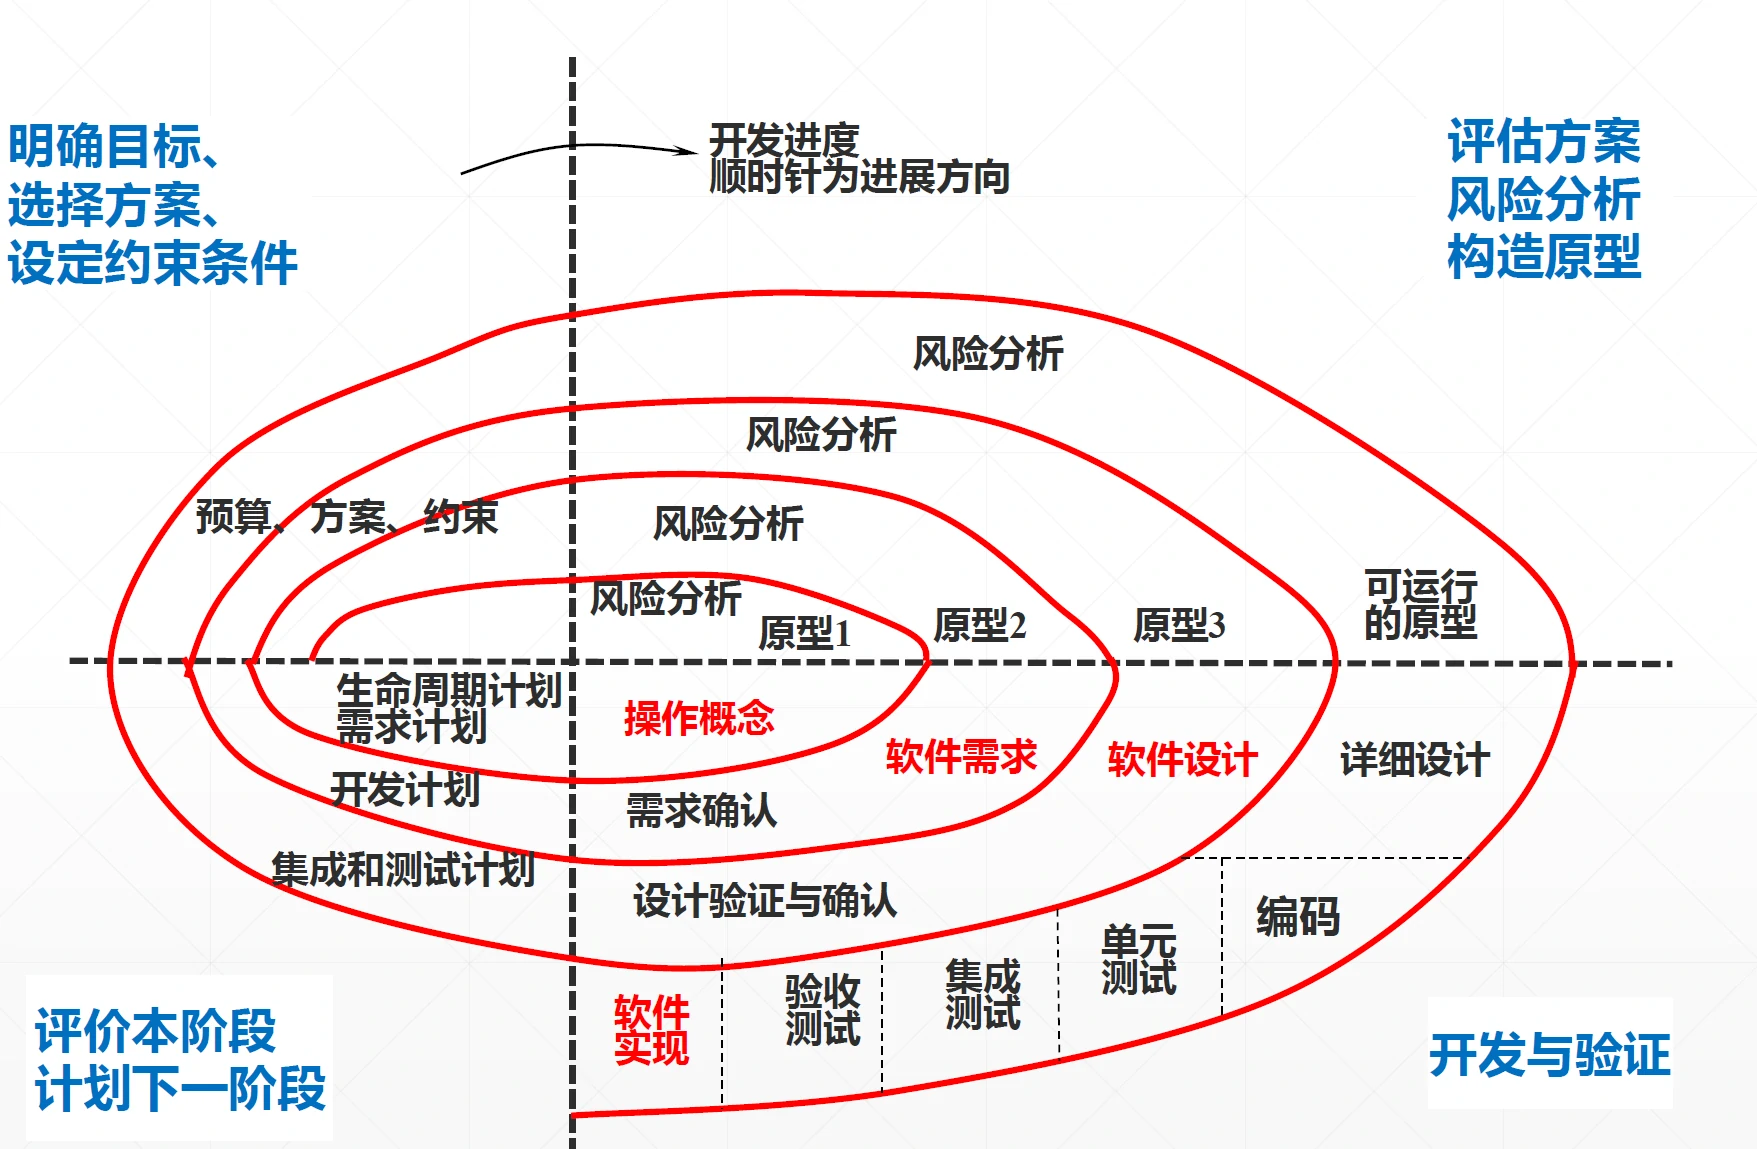 明确目标、
选择方案、
设定约束条件
开发进度
顺时针为进展方向
评估方案
风险分析
构造原型
风险分析
风险分析
预算、方案、约束
风险分析
风险分析
原型1
原型2
原型3
可运行
的原型
生命周期计划
需求计划
操作概念
软件需求
软件设计
详细设计
开发计划
需求确认
集成和测试计划
设计验证与确认
编码
单元
测试
集成
测试
验收
测试
软件
实现
评价本阶段
计划下一阶段
开发与验证